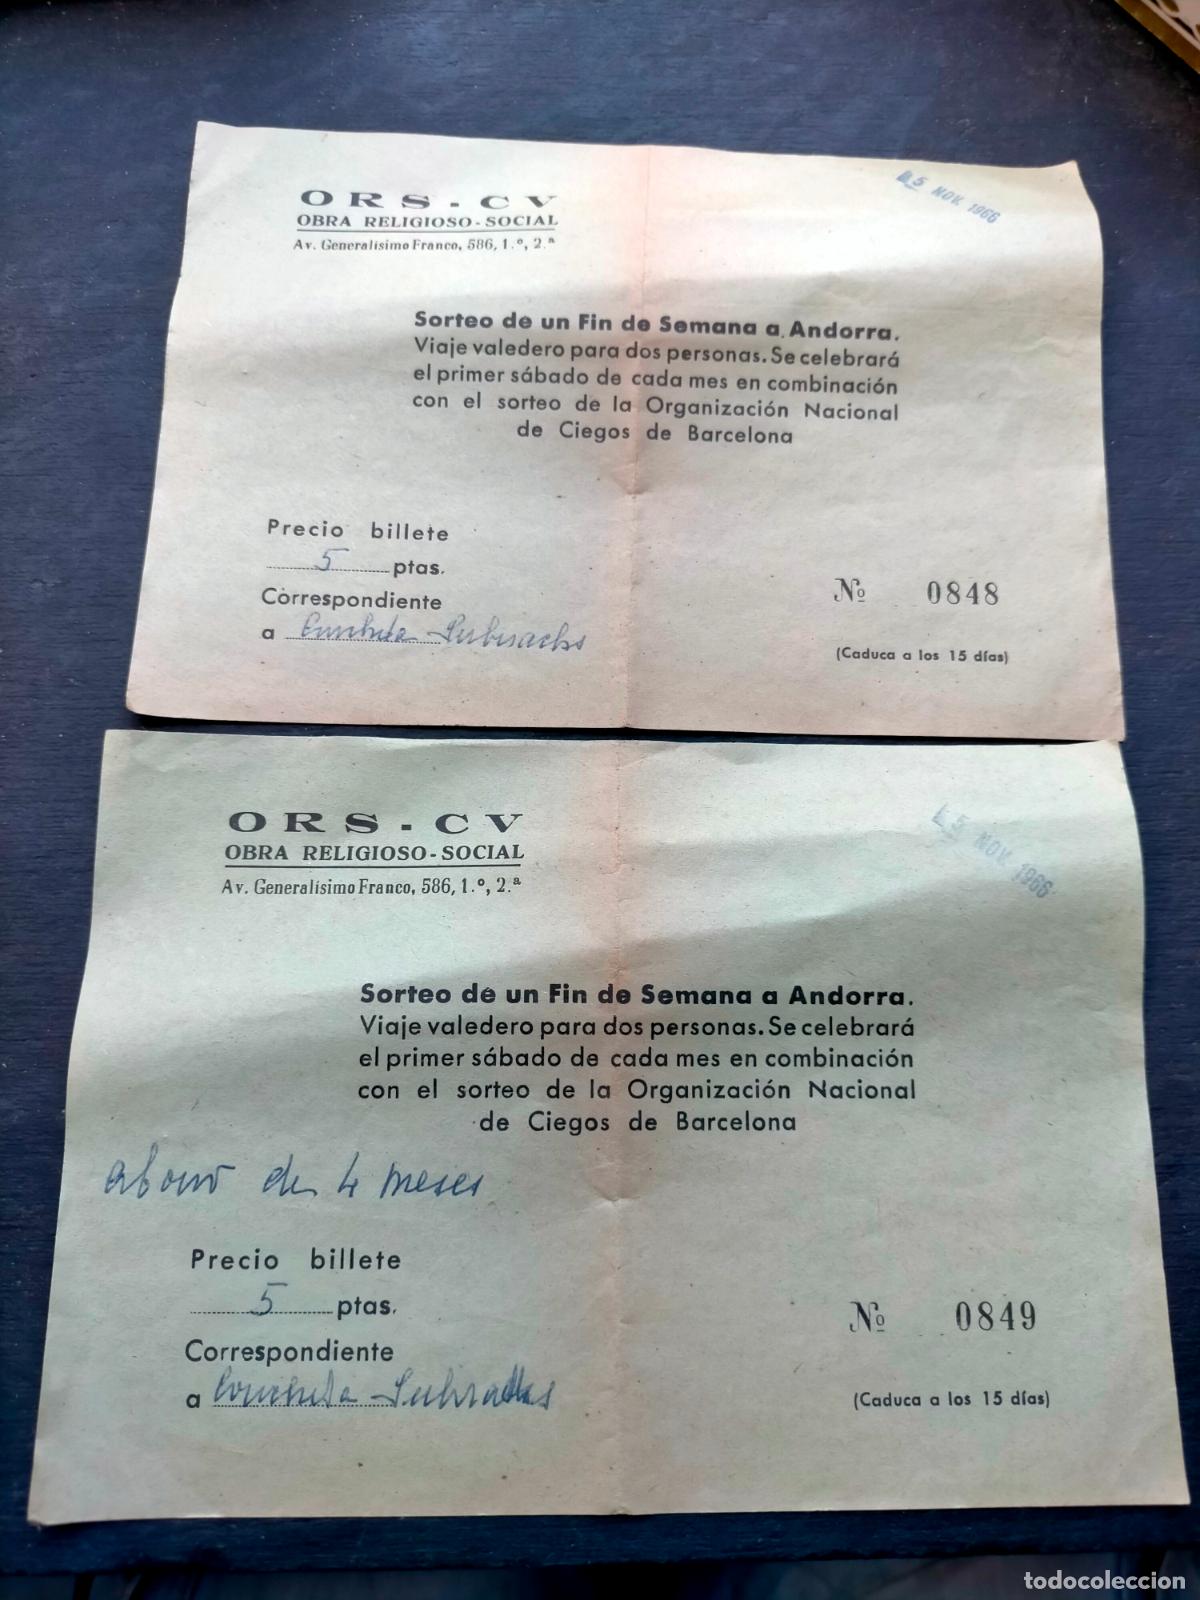 ORS - CV
OBRA RELIGIOSO-SOCIAL
Av. Generalísimo Franco, 586, 1.º, 2.ª
5 NOV. 1966
Sorteo de un Fin de Semana a Andorra.
Viaje valedero para dos personas. Se celebrará
el primer sábado de cada mes en combinación
con el sorteo de la Organización Nacional
de Ciegos de Barcelona
Precio billete
5 ptas.
Correspondiente
a Conchita Subirachs
Nº 0848
(Caduca a los 15 días)
ORS - CV
OBRA RELIGIOSO-SOCIAL
Av. Generalísimo Franco, 586, 1.º, 2.ª
5 NOV. 1966
Sorteo de un Fin de Semana a Andorra.
Viaje valedero para dos personas. Se celebrará
el primer sábado de cada mes en combinación
con el sorteo de la Organización Nacional
de Ciegos de Barcelona
abono de 4 meses
Precio billete
5 ptas.
Correspondiente
a Conchita Subirachs
Nº 0849
(Caduca a los 15 días)
todocoleccion